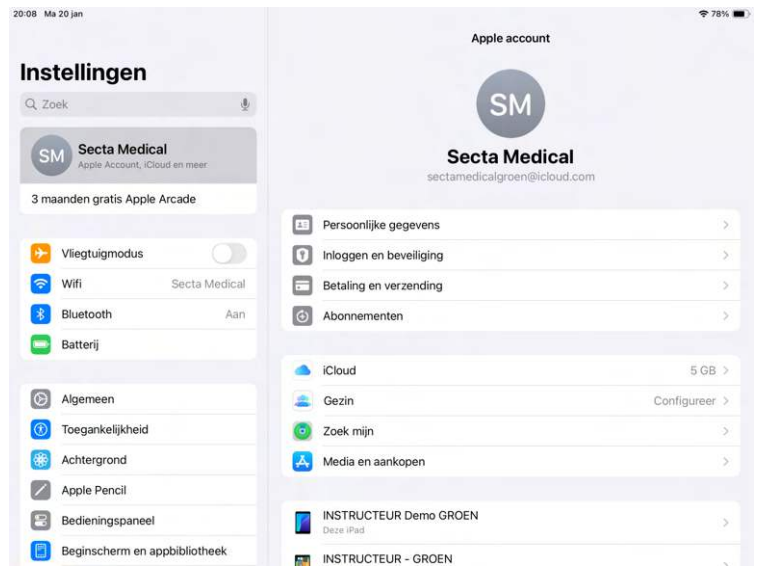 20:08 Ma 20 jan
78%
Instellingen
Zoek
SM
Secta Medical
Apple Account, iCloud en meer
3 maanden gratis Apple Arcade
Vliegtuigmodus
Wifi Secta Medical
Bluetooth Aan
Batterij
Algemeen
Toegankelijkheid
Achtergrond
Apple Pencil
Bedieningspaneel
Beginscherm en appbibliotheek
Apple account
SM
Secta Medical
sectamedicalgroen@icloud.com
Persoonlijke gegevens
Inloggen en beveiliging
Betaling en verzending
Abonnementen
iCloud 5 GB
Gezin Configureer
Zoek mijn
Media en aankopen
INSTRUCTEUR Demo GROEN
Deze iPad
INSTRUCTEUR - GROEN